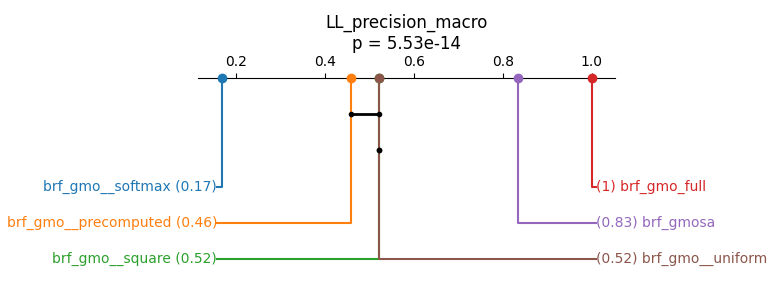 LL_precision_macro
p = 5.53e-14
0.2 0.4 0.6 0.8 1.0
brf_gmo__softmax (0.17) (1) brf_gmo_full
brf_gmo__precomputed (0.46) (0.83) brf_gmosa
brf_gmo__square (0.52) (0.52) brf_gmo__uniform